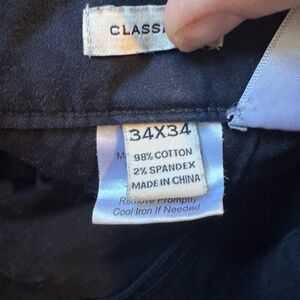 34X34
98% COTTON
2% SPANDEX
MADE IN CHINA
Remove Promptly
Cool Iron If Needed